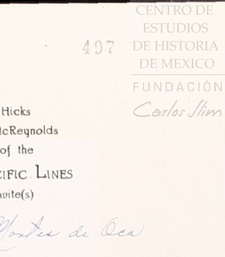 497
CENTRO DE
ESTUDIOS
DE HISTORIA
DE MEXICO
FUNDACIÓN
Carlos Slim
Hicks
McReynolds
of the
CIFIC LINES
nvite(s)
Montes de Oca